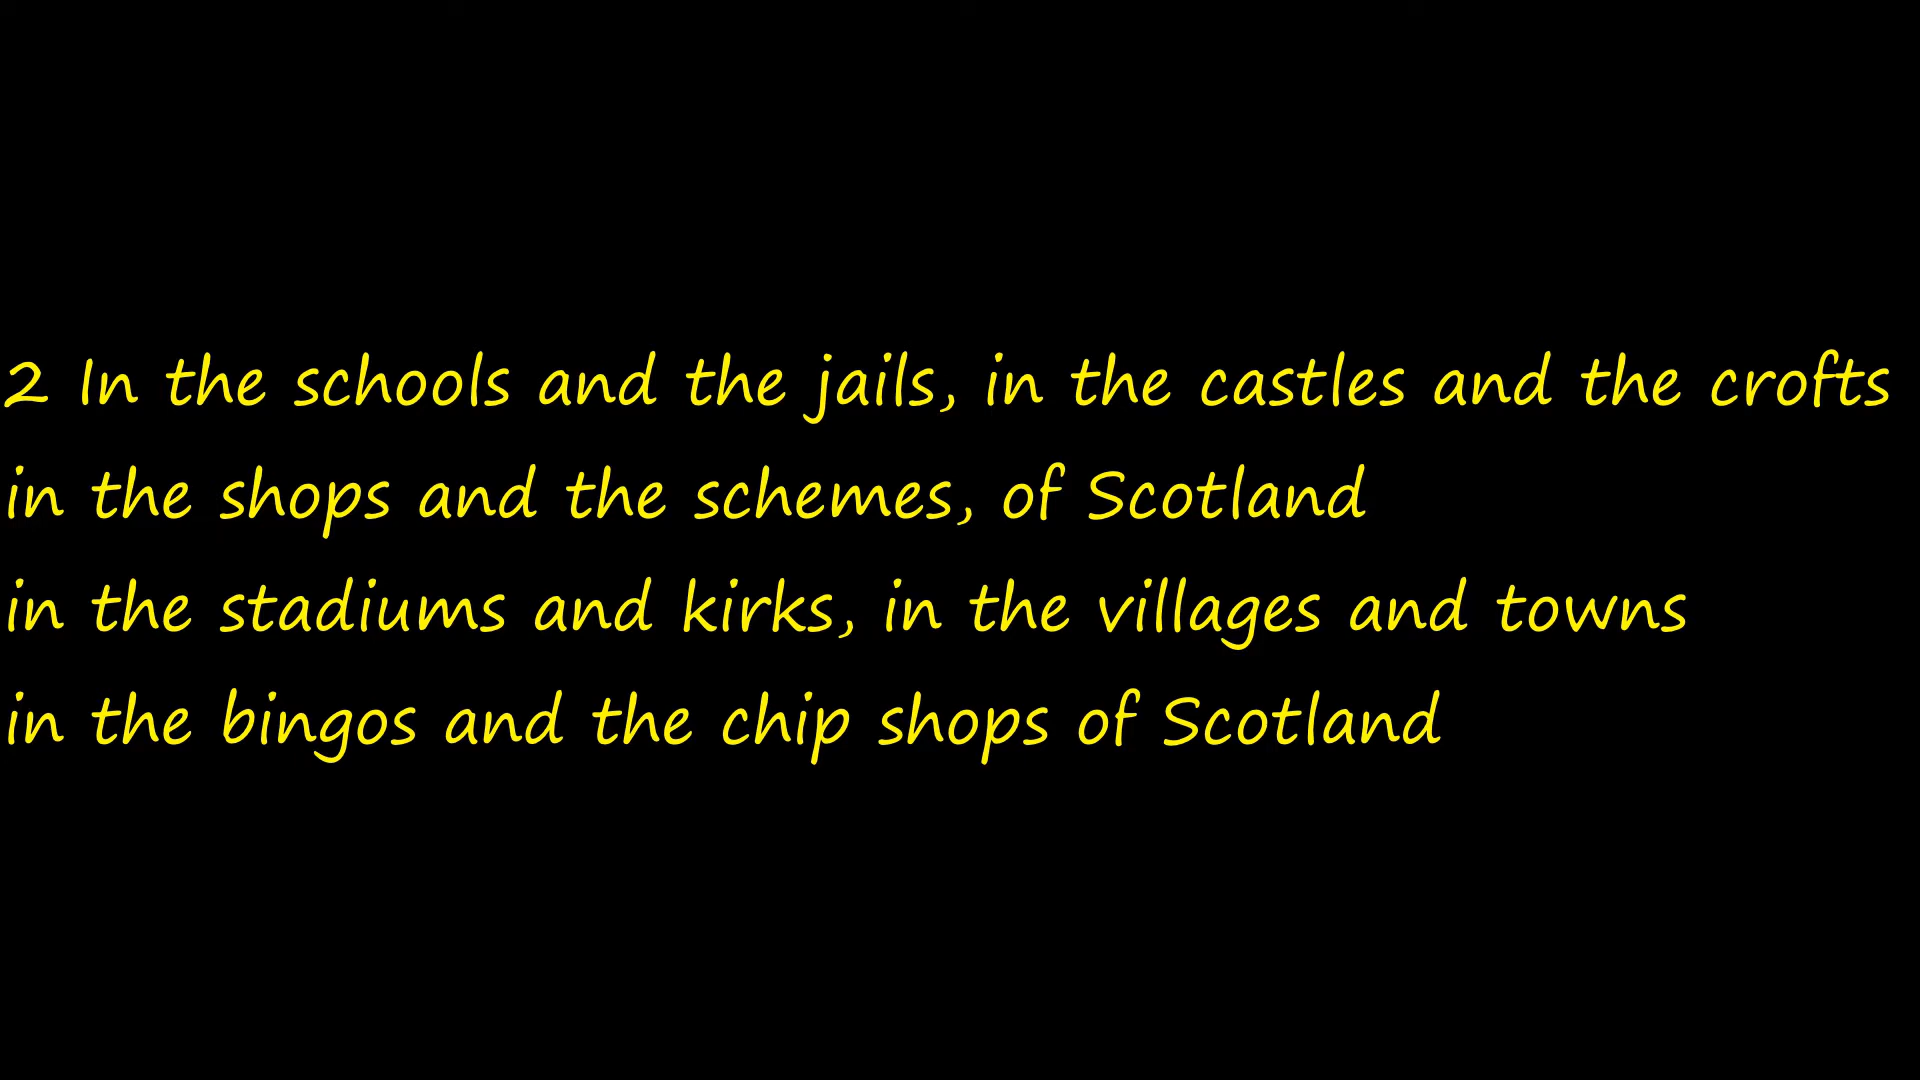 2 In the schools and the jails, in the castles and the crofts
in the shops and the schemes, of Scotland
in the stadiums and kirks, in the villages and towns
in the bingos and the chip shops of Scotland